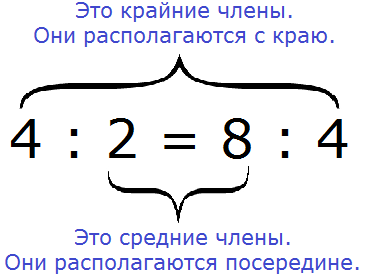 Это крайние члены.
Они располагаются с краю.
4 : 2 = 8 : 4
Это средние члены.
Они располагаются посередине.